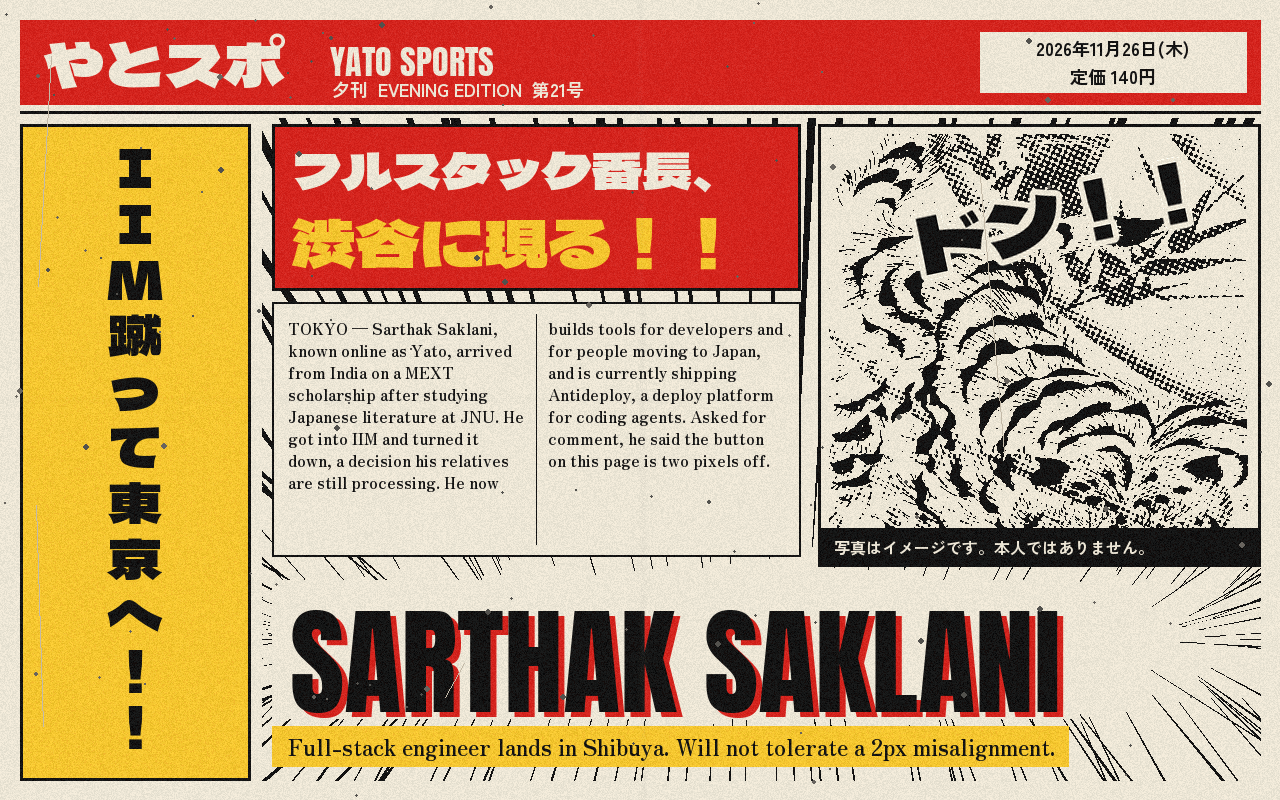 やとスポ
YATO SPORTS
夕刊 EVENING EDITION 第21号
2026年11月26日(木)
定価 140円
IIM蹴って東京へ!!
フルスタック番長、
渋谷に現る！！
TOKYO — Sarthak Saklani,
known online as Yato, arrived
from India on a MEXT
scholarship after studying
Japanese literature at JNU. He
got into IIM and turned it
down, a decision his relatives
are still processing. He now
builds tools for developers and
for people moving to Japan,
and is currently shipping
Antideploy, a deploy platform
for coding agents. Asked for
comment, he said the button
on this page is two pixels off.
ドン！！
写真はイメージです。本人ではありません。
SARTHAK SAKLANI
Full-stack engineer lands in Shibuya. Will not tolerate a 2px misalignment.